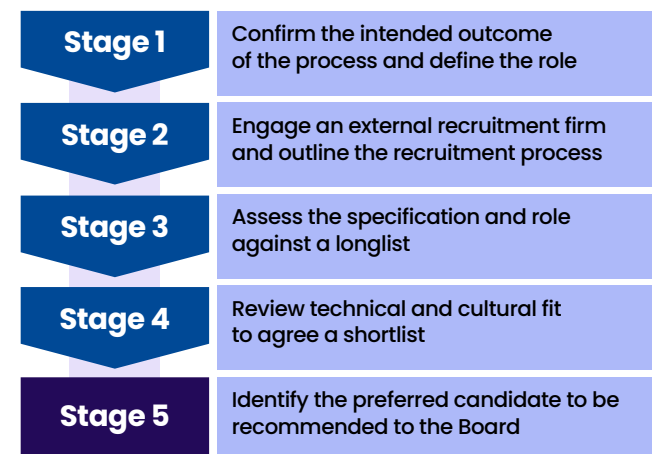 Stage 1
Confirm the intended outcome
of the process and define the role
Stage 2
Engage an external recruitment firm
and outline the recruitment process
Stage 3
Assess the specification and role
against a longlist
Stage 4
Review technical and cultural fit
to agree a shortlist
Stage 5
Identify the preferred candidate to be
recommended to the Board